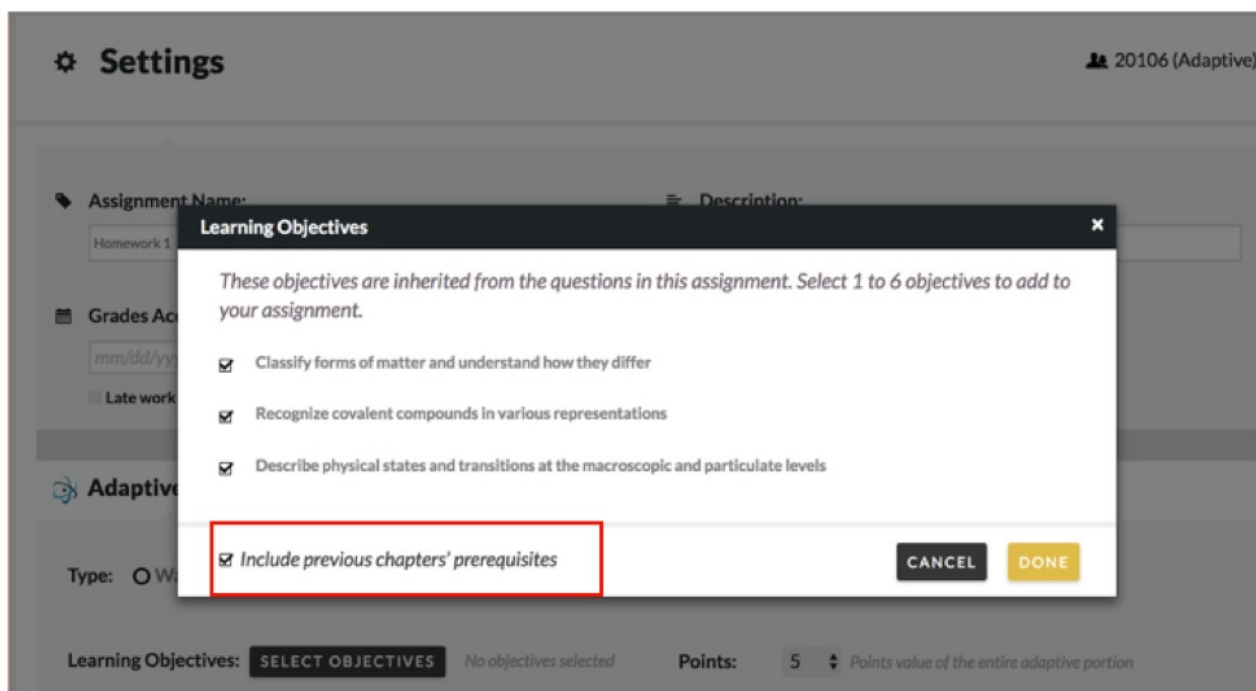 Settings
20106 (Adaptive)
Assignment Name:
Description:
Homework 1
Learning Objectives
These objectives are inherited from the questions in this assignment. Select 1 to 6 objectives to add to
your assignment.
Grades
mm/dd/yy
Classify forms of matter and understand how they differ
Late work
Recognize covalent compounds in various representations
Describe physical states and transitions at the macroscopic and particulate levels
Adaptive
Include previous chapters' prerequisites
CANCEL
DONE
Type:
Learning Objectives: SELECT OBJECTIVES No objectives selected Points: 5 Points value of the entire adaptive portion